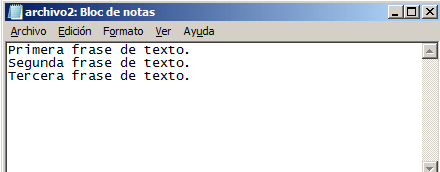 archivo2: Bloc de notas
Archivo Edición Formato Ver Ayuda
Primera frase de texto.
Segunda frase de texto.
Tercera frase de texto.